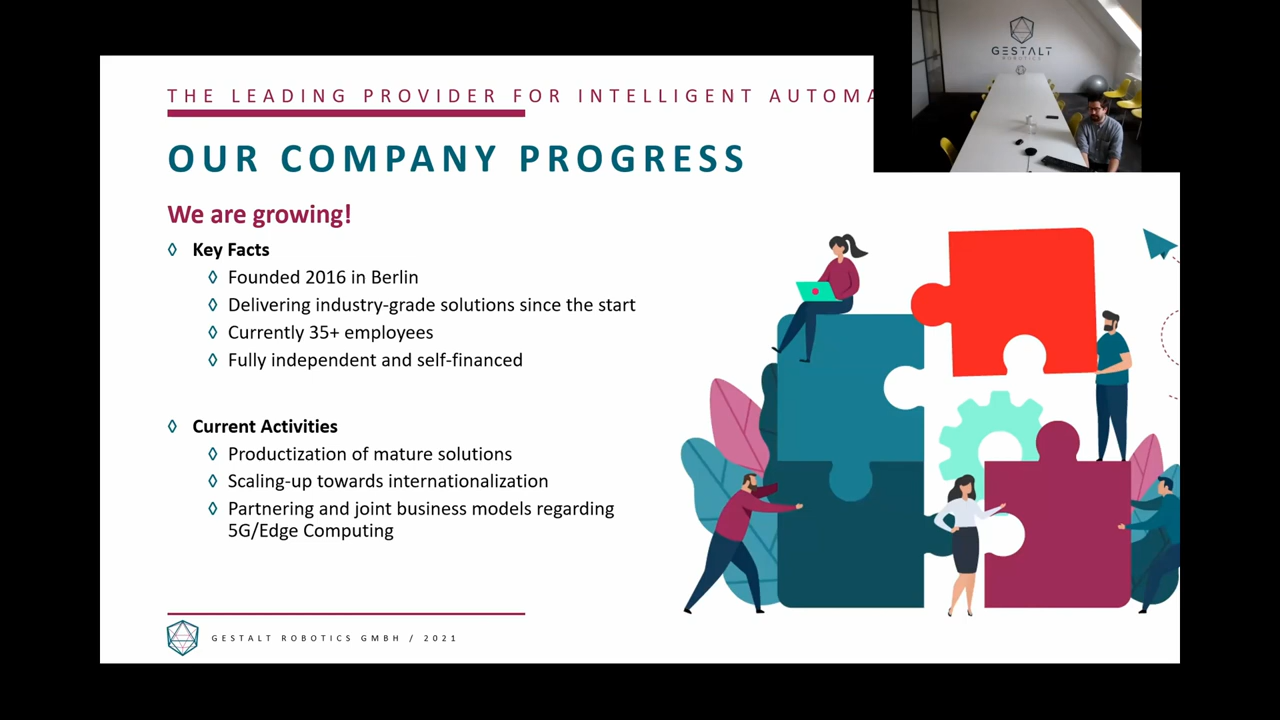 THE LEADING PROVIDER FOR INTELLIGENT AUTOMA
OUR COMPANY PROGRESS
We are growing!
◊ Key Facts
◊ Founded 2016 in Berlin
◊ Delivering industry-grade solutions since the start
◊ Currently 35+ employees
◊ Fully independent and self-financed
◊ Current Activities
◊ Productization of mature solutions
◊ Scaling-up towards internationalization
◊ Partnering and joint business models regarding
5G/Edge Computing
GESTALT ROBOTICS GMBH / 2021
GESTALT
ROBOTICS